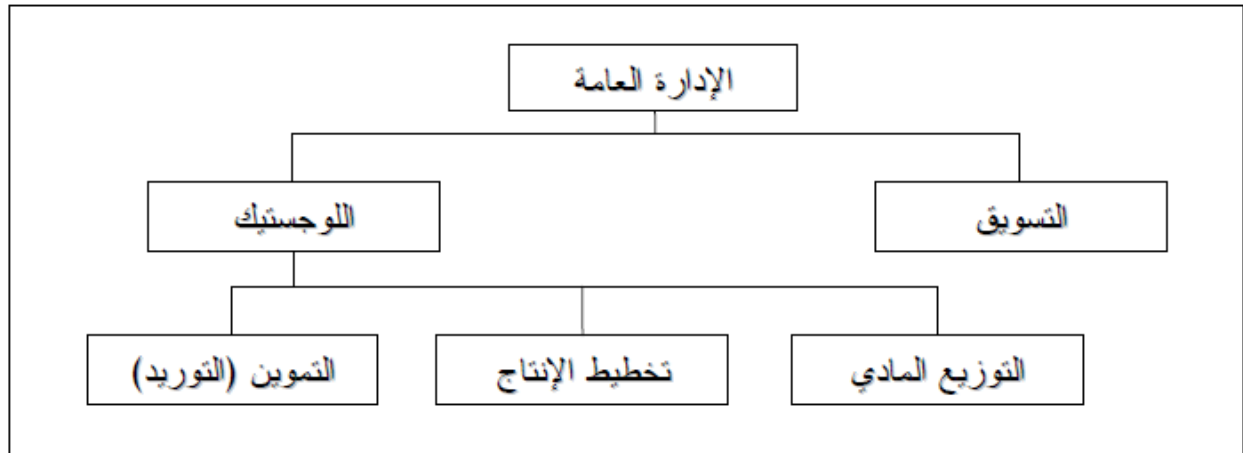 الإدارة العامة
التسويق
اللوجستيك
التوزيع المادي
تخطيط الإنتاج
التموين (التوريد)